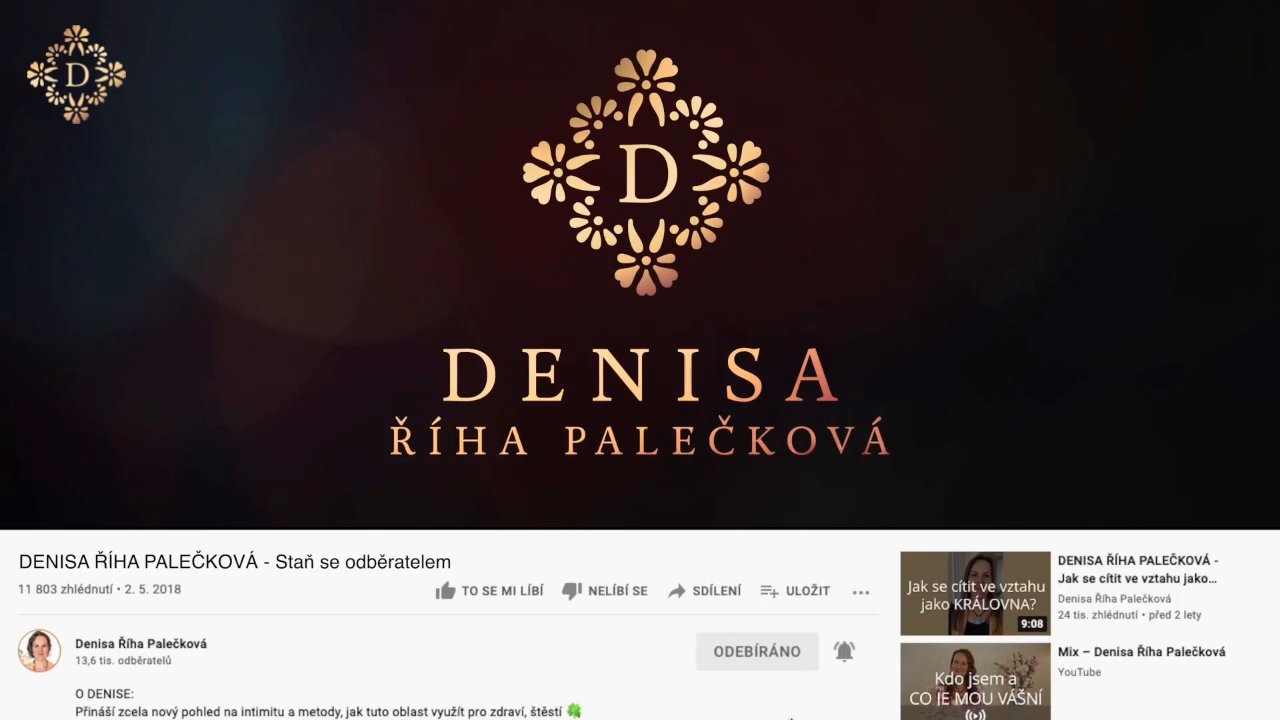 D
D
DENISA
ŘÍHA PALEČKOVÁ
DENISA ŘÍHA PALEČKOVÁ - Staň se odběratelem
11 803 zhlédnutí • 2. 5. 2018
TO SE MI LÍBÍ
NELÍBÍ SE
SDÍLENÍ
ULOŽIT
Denisa Říha Palečková
13,6 tis. odběratelů
ODEBÍRÁNO
O DENISE:
Přináší zcela nový pohled na intimitu a metody, jak tuto oblast využít pro zdraví, štěstí 🍀
Jak se cítit ve vztahu
jako KRÁLOVNA?
9:08
DENISA ŘÍHA PALEČKOVÁ -
Jak se cítit ve vztahu jako...
Denisa Říha Palečková
24 tis. zhlédnutí • před 2 lety
Kdo jsem a
CO JE MOU VÁŠNÍ
Mix – Denisa Říha Palečková
YouTube